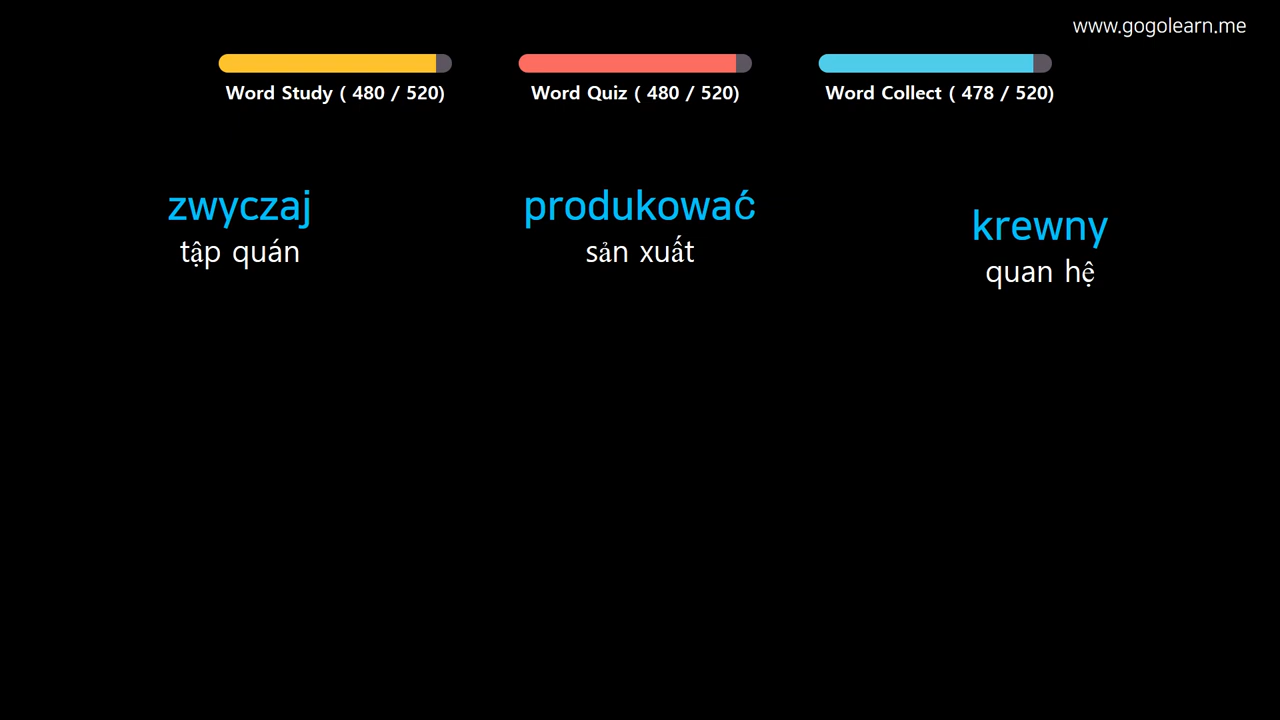 www.gogolearn.me
Word Study ( 480 / 520)
Word Quiz ( 480 / 520)
Word Collect ( 478 / 520)
zwyczaj
tập quán
produkować
sản xuất
krewny
quan hệ